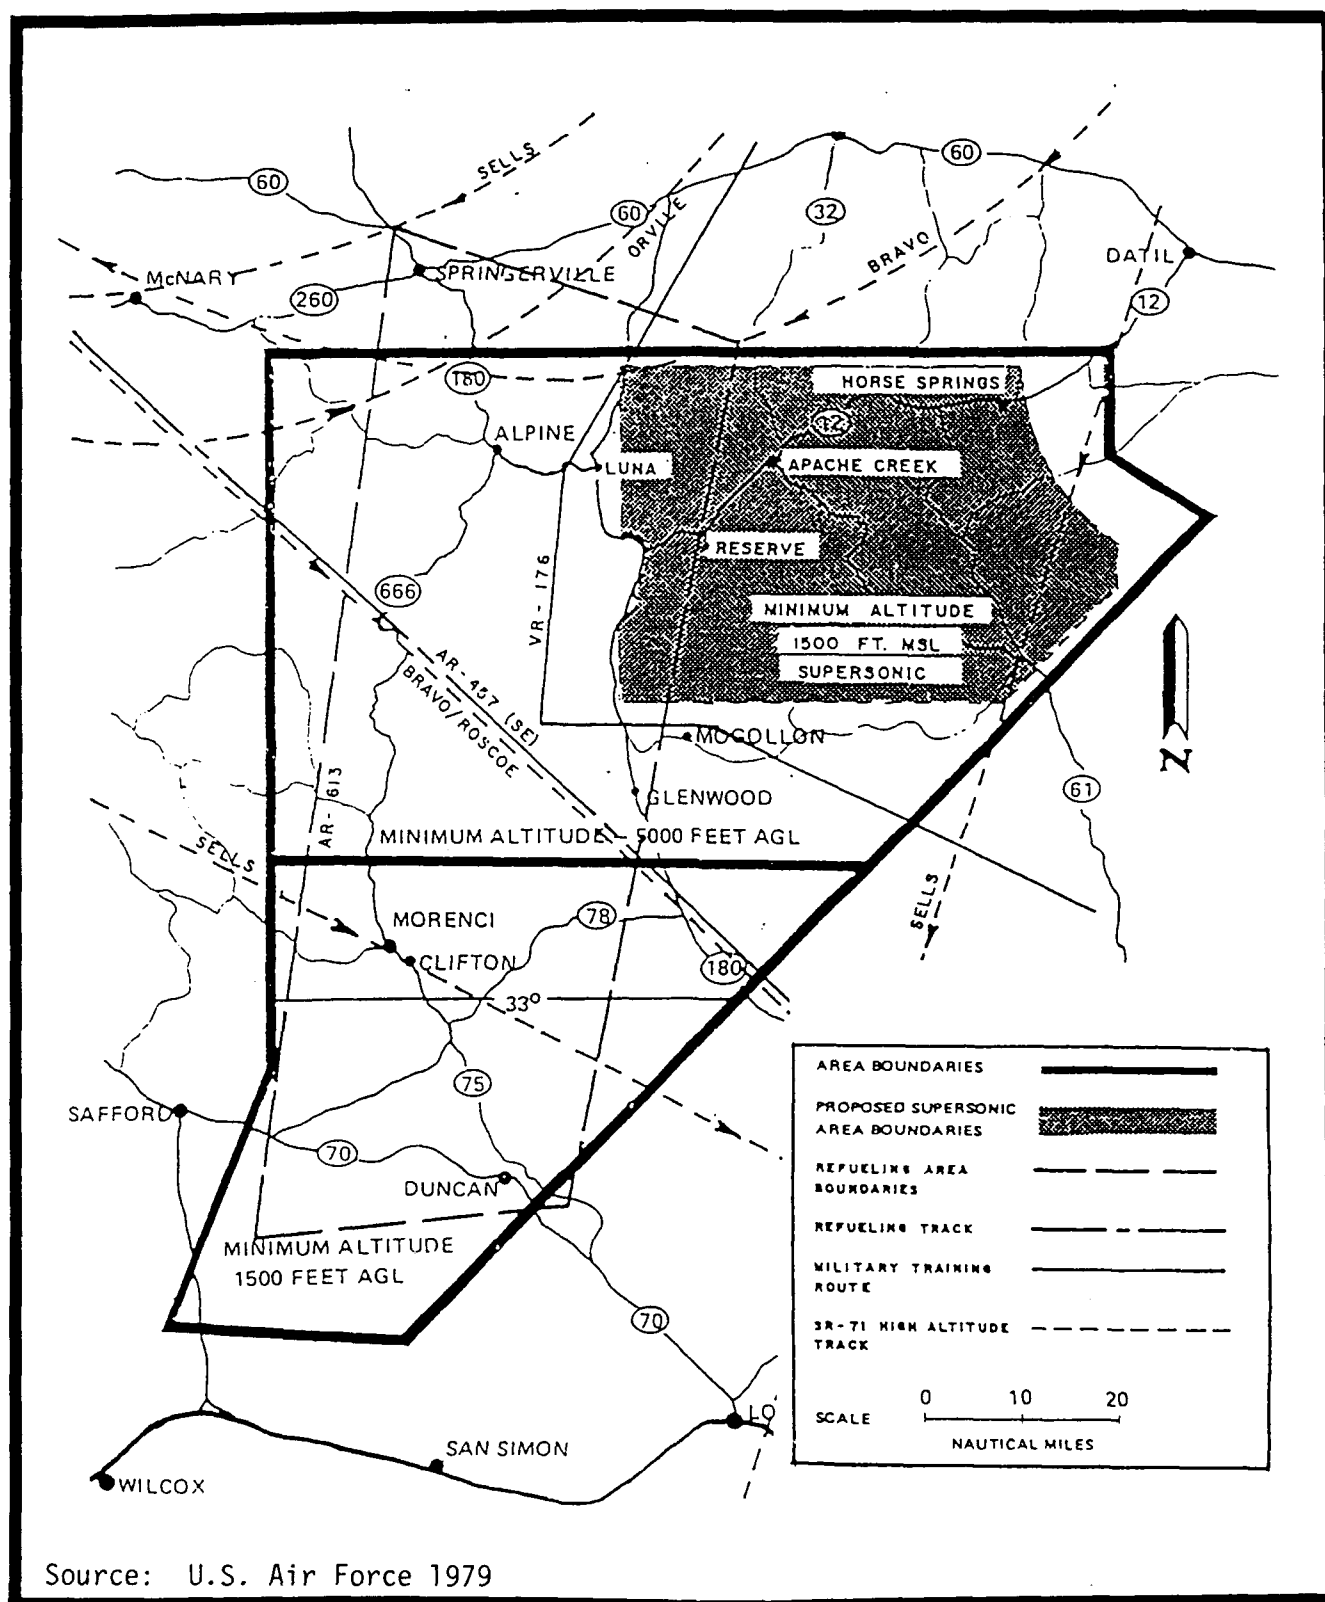 SELLS
60
60
60
ORVILLE
32
BRAVO
DATIL
McNARY
SPRINGERVILLE
260
12
180
HORSE SPRINGS
12
ALPINE
LUNA
APACHE CREEK
RESERVE
VR-176
666
MINIMUM ALTITUDE
1500 FT. MSL
SUPERSONIC
AR-457 (SE)
BRAVO/ROSCOE
MOGOLLON
N
AR-613
GLENWOOD
61
MINIMUM ALTITUDE - 5000 FEET AGL
SELLS
SELLS
MORENCI
78
CLIFTON
180
33°
75
SAFFORD
70
DUNCAN
MINIMUM ALTITUDE
1500 FEET AGL
70
LO
SAN SIMON
WILCOX
AREA BOUNDARIES
PROPOSED SUPERSONIC
AREA BOUNDARIES
REFUELING AREA
BOUNDARIES
REFUELING TRACK
MILITARY TRAINING
ROUTE
SR-71 HIGH ALTITUDE
TRACK
0 10 20
SCALE
NAUTICAL MILES
Source: U.S. Air Force 1979